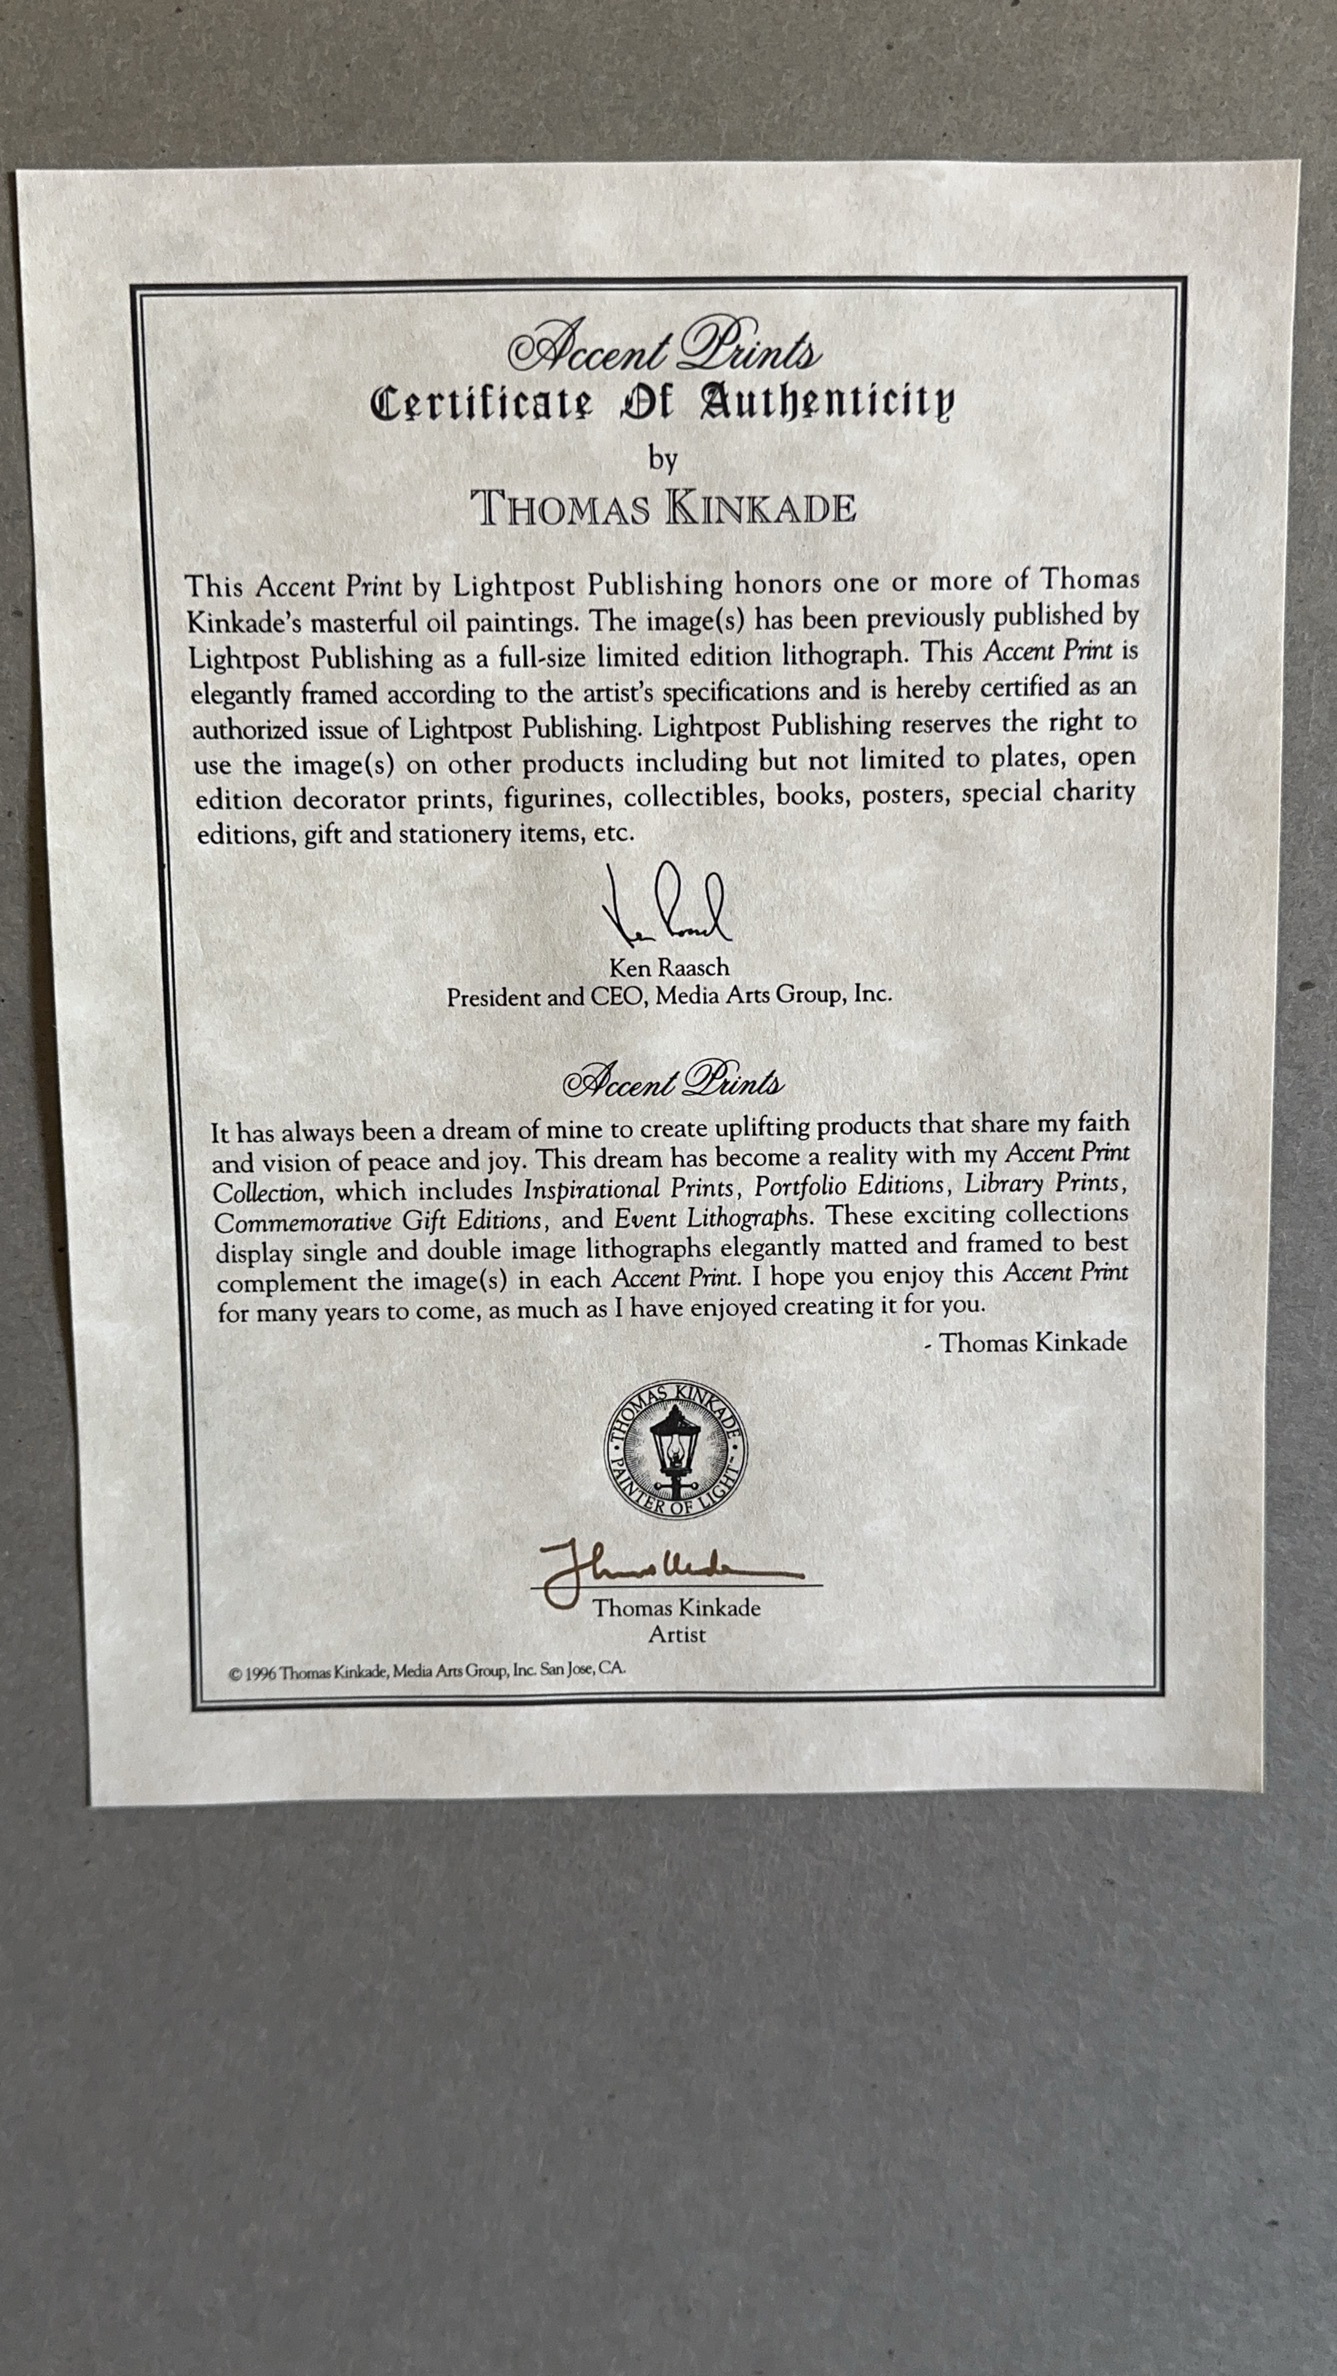 Accent Prints
Certificate Of Authenticity
by
THOMAS KINKADE
This Accent Print by Lightpost Publishing honors one or more of Thomas
Kinkade's masterful oil paintings. The image(s) has been previously published by
Lightpost Publishing as a full-size limited edition lithograph. This Accent Print is
elegantly framed according to the artist's specifications and is hereby certified as an
authorized issue of Lightpost Publishing. Lightpost Publishing reserves the right to
use the image(s) on other products including but not limited to plates, open
edition decorator prints, figurines, collectibles, books, posters, special charity
editions, gift and stationery items, etc.
Ken Raasch
President and CEO, Media Arts Group, Inc.
Accent Prints
It has always been a dream of mine to create uplifting products that share my faith
and vision of peace and joy. This dream has become a reality with my Accent Print
Collection, which includes Inspirational Prints, Portfolio Editions, Library Prints,
Commemorative Gift Editions, and Event Lithographs. These exciting collections
display single and double image lithographs elegantly matted and framed to best
complement the image(s) in each Accent Print. I hope you enjoy this Accent Print
for many years to come, as much as I have enjoyed creating it for you.
- Thomas Kinkade
· THOMAS KINKADE ·
PAINTER OF LIGHT
Thomas Kinkade
Artist
© 1996 Thomas Kinkade, Media Arts Group, Inc. San Jose, CA.